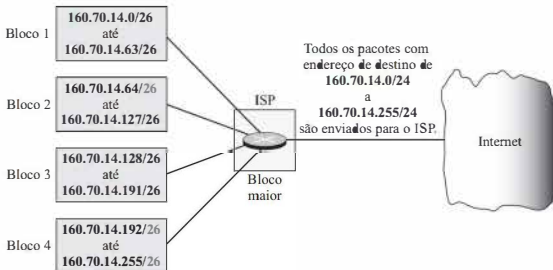 Bloco 1
160.70.14.0/26
até
160.70.14.63/26
Bloco 2
160.70.14.64/26
até
160.70.14.127/26
Bloco 3
160.70.14.128/26
até
160.70.14.191/26
Bloco 4
160.70.14.192/26
até
160.70.14.255/26
ISP
Bloco
maior
Todos os pacotes com
endereço de destino de
160.70.14.0/24
a
160.70.14.255/24
são enviados para o ISP.
Internet